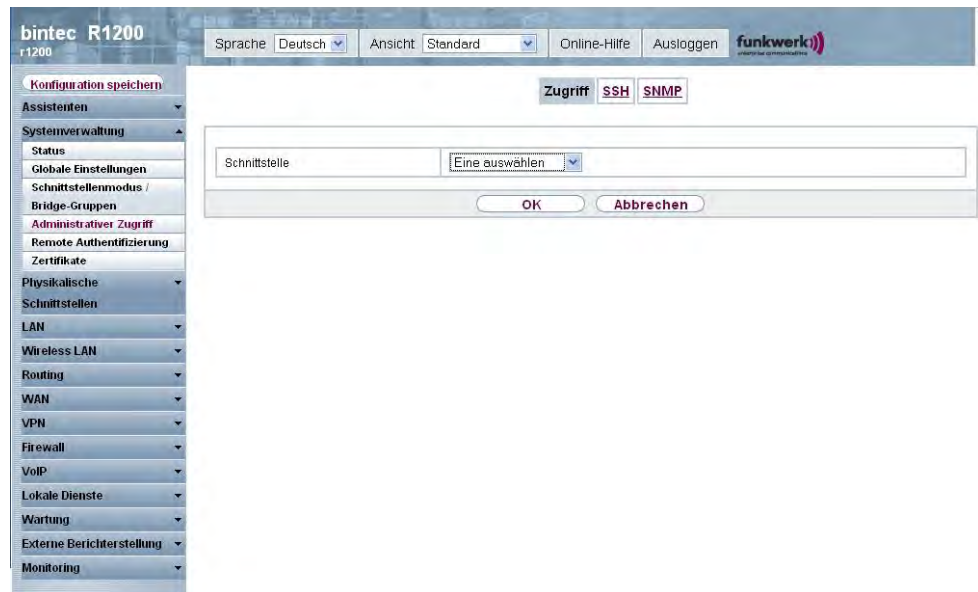 bintec R1200
r1200
Sprache Deutsch Ansicht Standard Online-Hilfe Ausloggen funkwerk
Konfiguration speichern
Assistenten
Systemverwaltung
Status
Globale Einstellungen
Schnittstellenmodus /
Bridge-Gruppen
Administrativer Zugriff
Remote Authentifizierung
Zertifikate
Physikalische
Schnittstellen
LAN
Wireless LAN
Routing
WAN
VPN
Firewall
VoIP
Lokale Dienste
Wartung
Externe Berichterstellung
Monitoring
Zugriff SSH SNMP
Schnittstelle Eine auswählen
OK Abbrechen